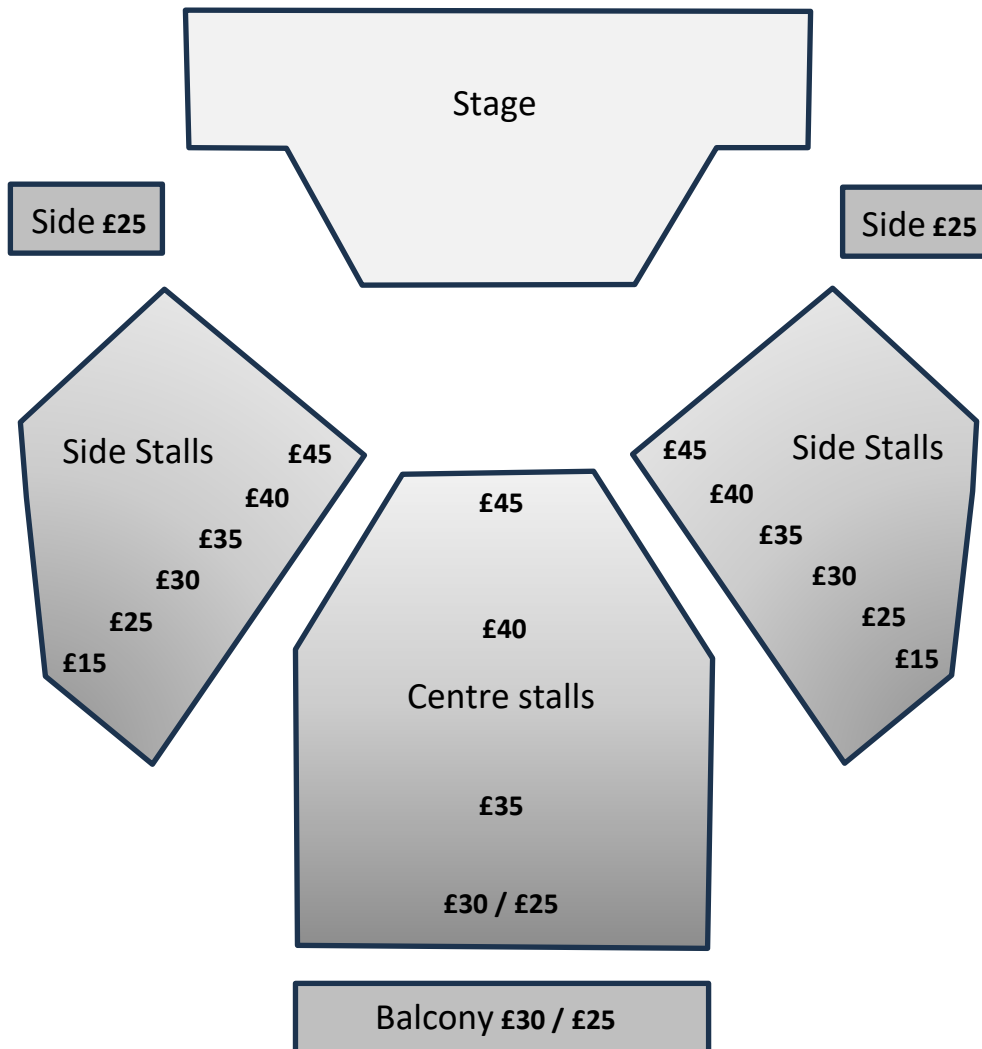 Stage
Side £25
Side £25
Side Stalls £45
£40
£35
£30
£25
£15
£45
£40
Centre stalls
£35
£30 / £25
£45 Side Stalls
£40
£35
£30
£25
£15
Balcony £30 / £25